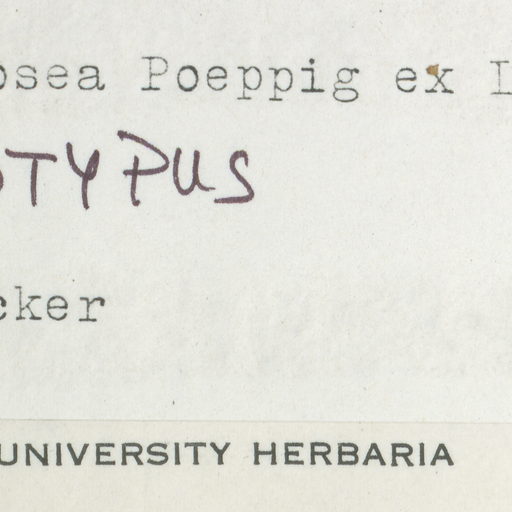 osea Poeppig ex L
OTYPUS
cker
UNIVERSITY HERBARIA